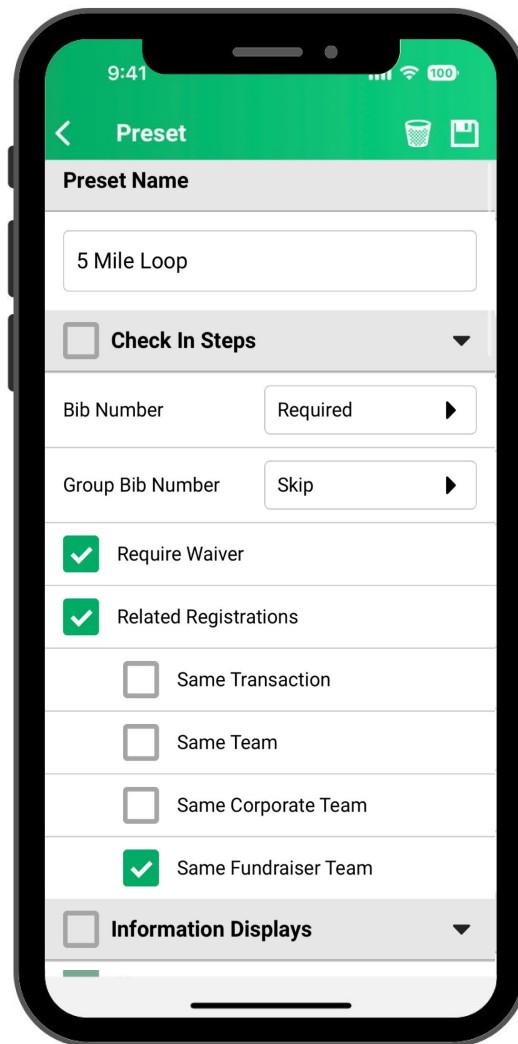 9:41
100
Preset
Preset Name
5 Mile Loop
Check In Steps
Bib Number Required
Group Bib Number Skip
Require Waiver
Related Registrations
Same Transaction
Same Team
Same Corporate Team
Same Fundraiser Team
Information Displays